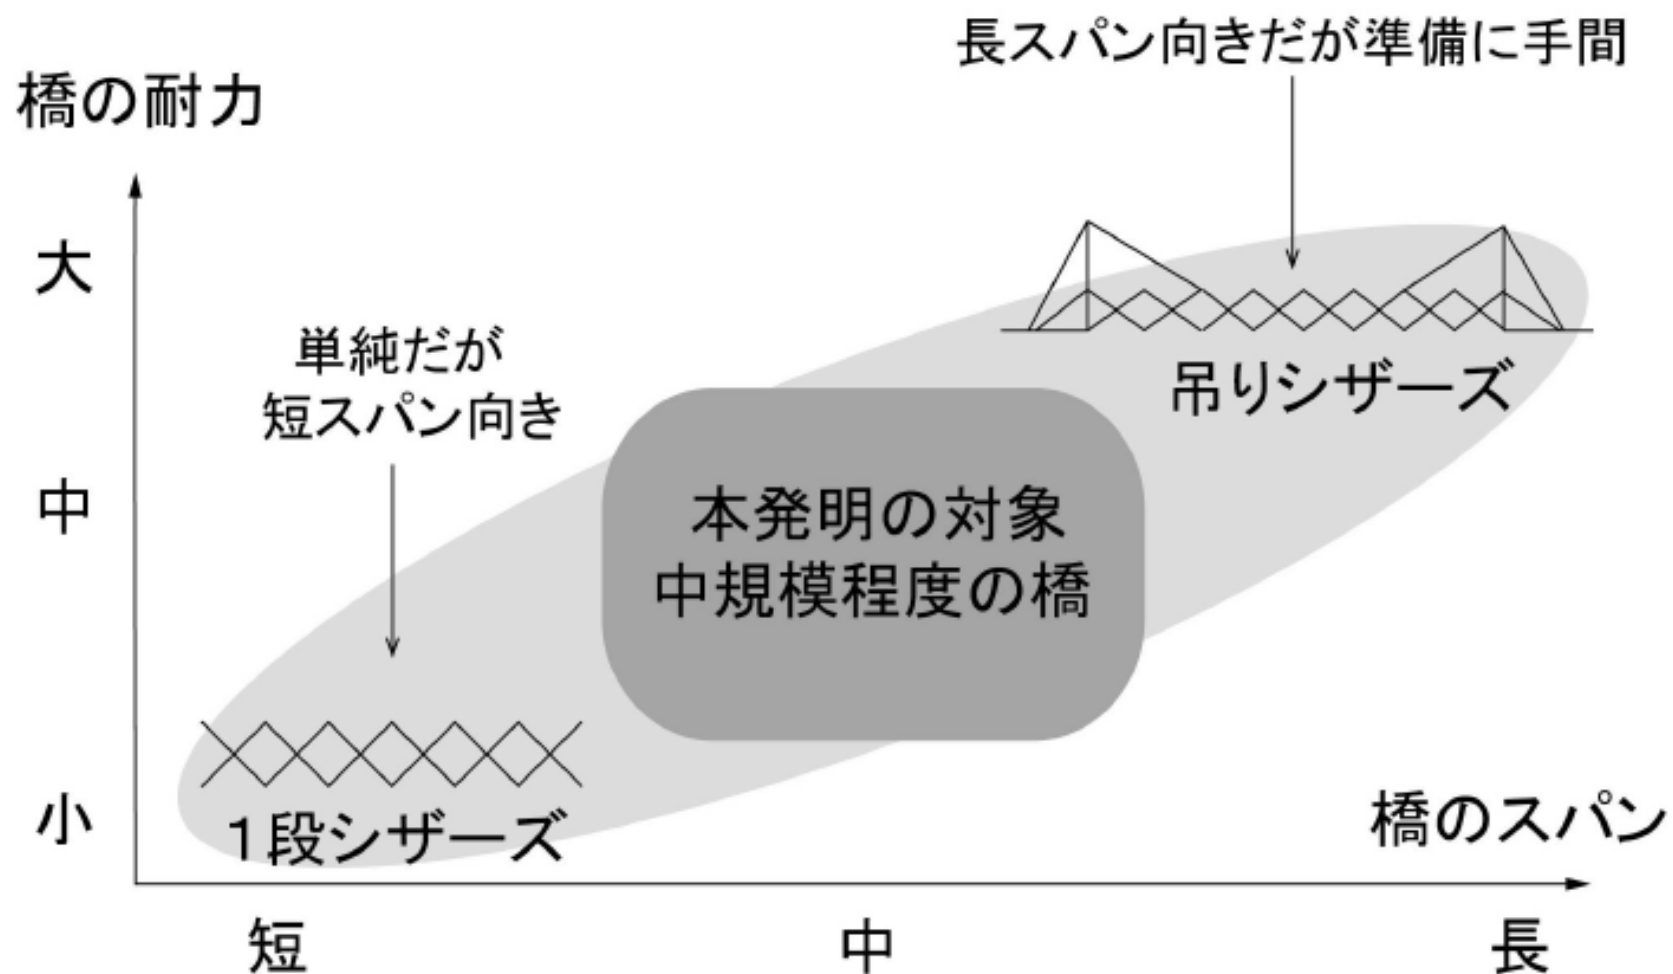 長スパン向きだが準備に手間
橋の耐力
大
単純だが
短スパン向き
吊りシザーズ
中
本発明の対象
中規模程度の橋
小
1段シザーズ
橋のスパン
短
中
長